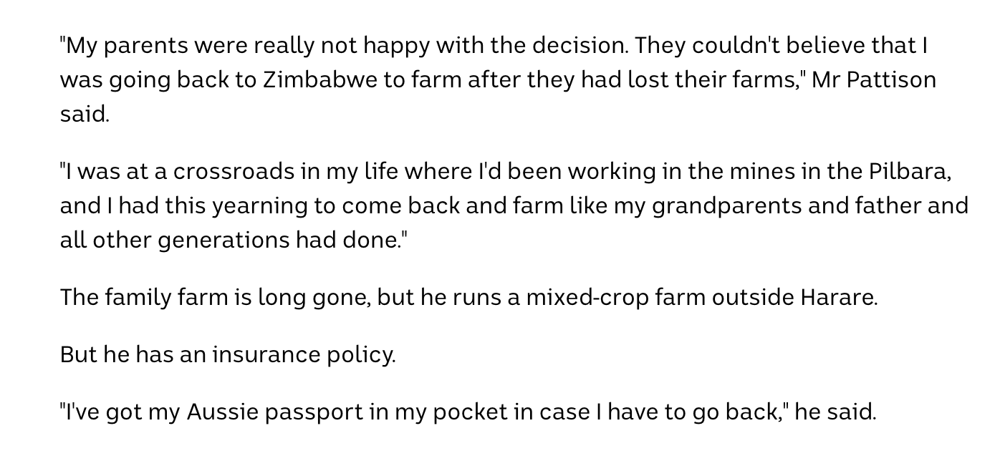 "My parents were really not happy with the decision. They couldn't believe that I
was going back to Zimbabwe to farm after they had lost their farms," Mr Pattison
said.
"I was at a crossroads in my life where I'd been working in the mines in the Pilbara,
and I had this yearning to come back and farm like my grandparents and father and
all other generations had done."
The family farm is long gone, but he runs a mixed-crop farm outside Harare.
But he has an insurance policy.
"I've got my Aussie passport in my pocket in case I have to go back," he said.